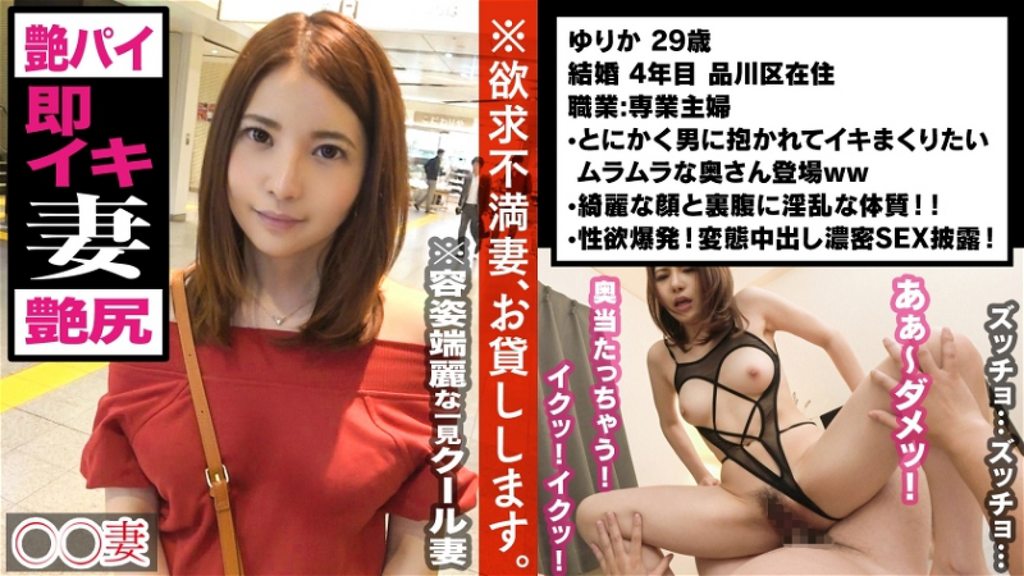 艶パイ
即
イキ
妻
艶尻
〇〇妻
※欲求不満妻、お貸しします。
※容姿端麗な一見クール妻
ゆりか 29歳
結婚 4年目 品川区在住
職業:専業主婦
・とにかく男に抱かれてイキまくりたい
ムラムラな奥さん登場ww
・綺麗な顔と裏腹に淫乱な体質!!
・性欲爆発!変態中出し濃密SEX披露!
ズッチョ…ズッチョ…
あぁ〜ダメッ!
奥当たっちゃう!
イクッ!イクッ!